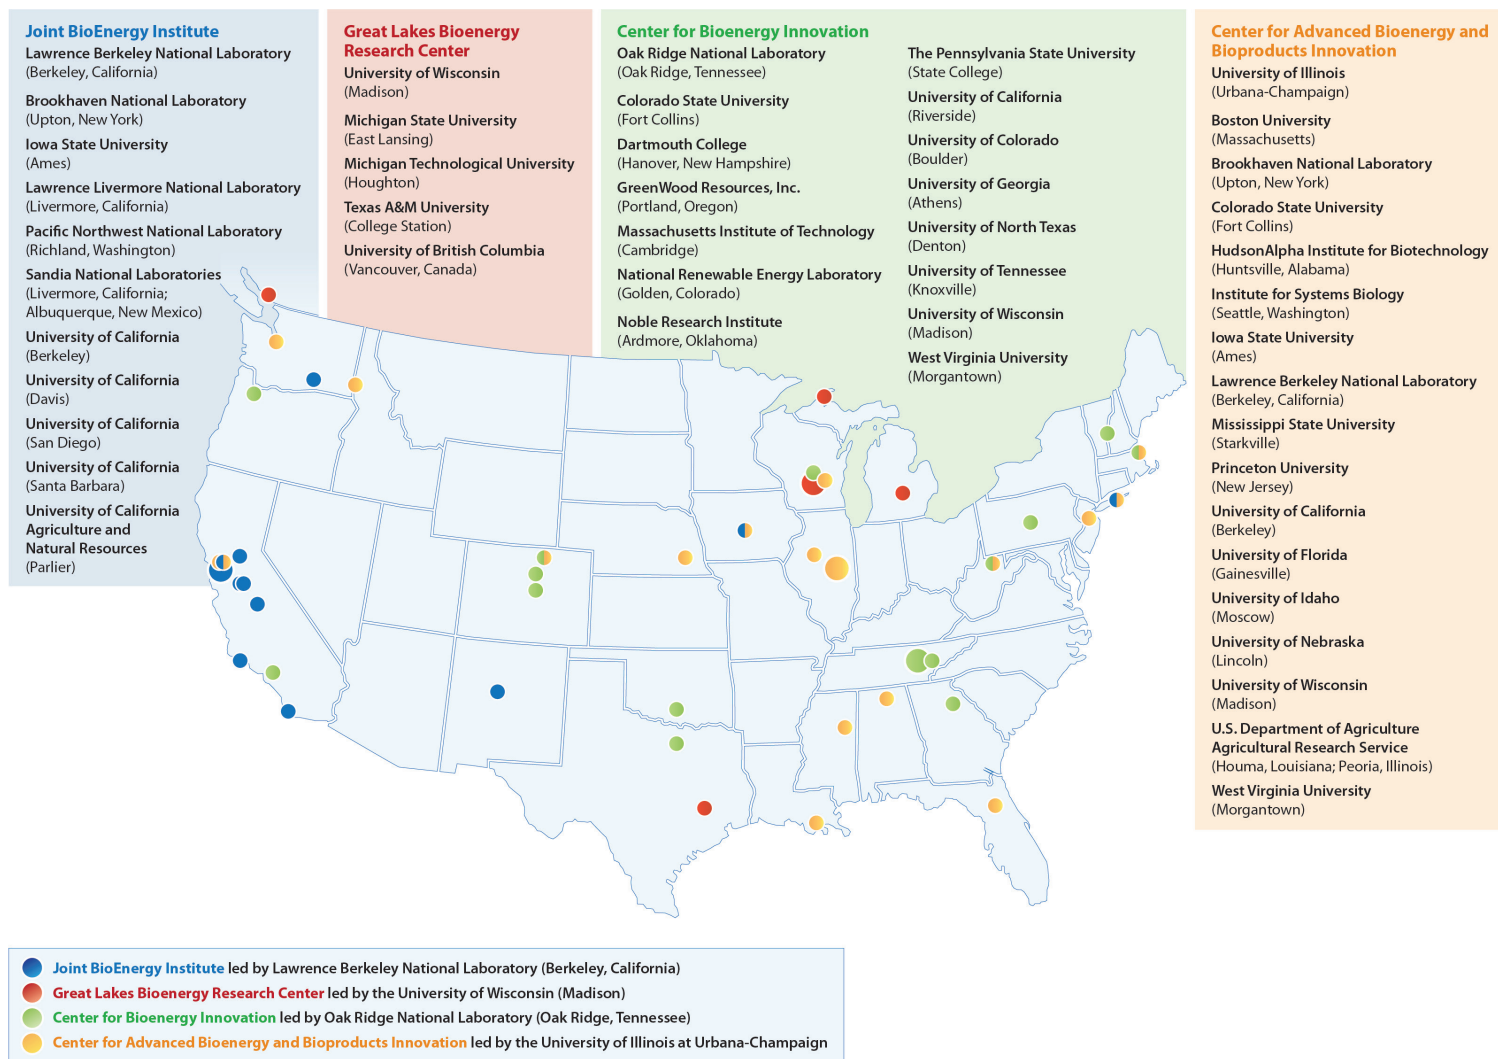 Joint BioEnergy Institute
Lawrence Berkeley National Laboratory
(Berkeley, California)
Brookhaven National Laboratory
(Upton, New York)
Iowa State University
(Ames)
Lawrence Livermore National Laboratory
(Livermore, California)
Pacific Northwest National Laboratory
(Richland, Washington)
Sandia National Laboratories
(Livermore, California;
Albuquerque, New Mexico)
University of California
(Berkeley)
University of California
(Davis)
University of California
(San Diego)
University of California
(Santa Barbara)
University of California
Agriculture and
Natural Resources
(Parlier)
Great Lakes Bioenergy
Research Center
University of Wisconsin
(Madison)
Michigan State University
(East Lansing)
Michigan Technological University
(Houghton)
Texas A&M University
(College Station)
University of British Columbia
(Vancouver, Canada)
Center for Bioenergy Innovation
Oak Ridge National Laboratory
(Oak Ridge, Tennessee)
Colorado State University
(Fort Collins)
Dartmouth College
(Hanover, New Hampshire)
GreenWood Resources, Inc.
(Portland, Oregon)
Massachusetts Institute of Technology
(Cambridge)
National Renewable Energy Laboratory
(Golden, Colorado)
Noble Research Institute
(Ardmore, Oklahoma)
The Pennsylvania State University
(State College)
University of California
(Riverside)
University of Colorado
(Boulder)
University of Georgia
(Athens)
University of North Texas
(Denton)
University of Tennessee
(Knoxville)
University of Wisconsin
(Madison)
West Virginia University
(Morgantown)
Center for Advanced Bioenergy and
Bioproducts Innovation
University of Illinois
(Urbana-Champaign)
Boston University
(Massachusetts)
Brookhaven National Laboratory
(Upton, New York)
Colorado State University
(Fort Collins)
HudsonAlpha Institute for Biotechnology
(Huntsville, Alabama)
Institute for Systems Biology
(Seattle, Washington)
Iowa State University
(Ames)
Lawrence Berkeley National Laboratory
(Berkeley, California)
Mississippi State University
(Starkville)
Princeton University
(New Jersey)
University of California
(Berkeley)
University of Florida
(Gainesville)
University of Idaho
(Moscow)
University of Nebraska
(Lincoln)
University of Wisconsin
(Madison)
U.S. Department of Agriculture
Agricultural Research Service
(Houma, Louisiana; Peoria, Illinois)
West Virginia University
(Morgantown)
Joint BioEnergy Institute led by Lawrence Berkeley National Laboratory (Berkeley, California)
Great Lakes Bioenergy Research Center led by the University of Wisconsin (Madison)
Center for Bioenergy Innovation led by Oak Ridge National Laboratory (Oak Ridge, Tennessee)
Center for Advanced Bioenergy and Bioproducts Innovation led by the University of Illinois at Urbana-Champaign